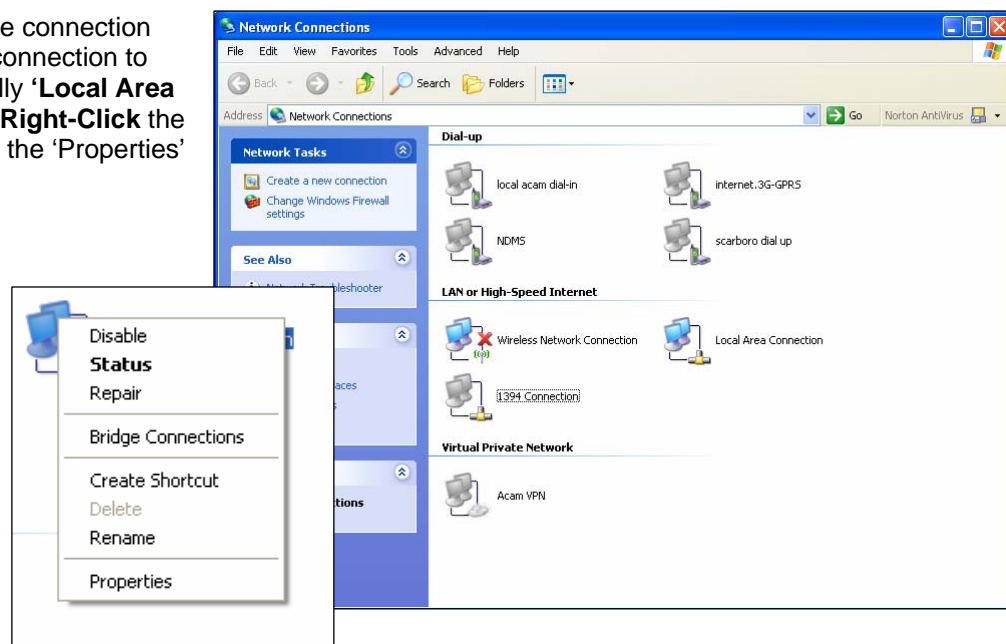 e connection
connection to
lly ‘Local Area
Right-Click the
the ‘Properties’
Network Connections
File Edit View Favorites Tools Advanced Help
Back Search Folders
Address Network Connections Go Norton AntiVirus
Network Tasks
Create a new connection
Change Windows Firewall
settings
See Also
bleshooter
aces
s
tions
Dial-up
local acam dial-in internet.3G-GPRS
NDMS scarboro dial up
LAN or High-Speed Internet
Wireless Network Connection Local Area Connection
1394 Connection
Virtual Private Network
Acam VPN
Disable
Status
Repair
Bridge Connections
Create Shortcut
Delete
Rename
Properties